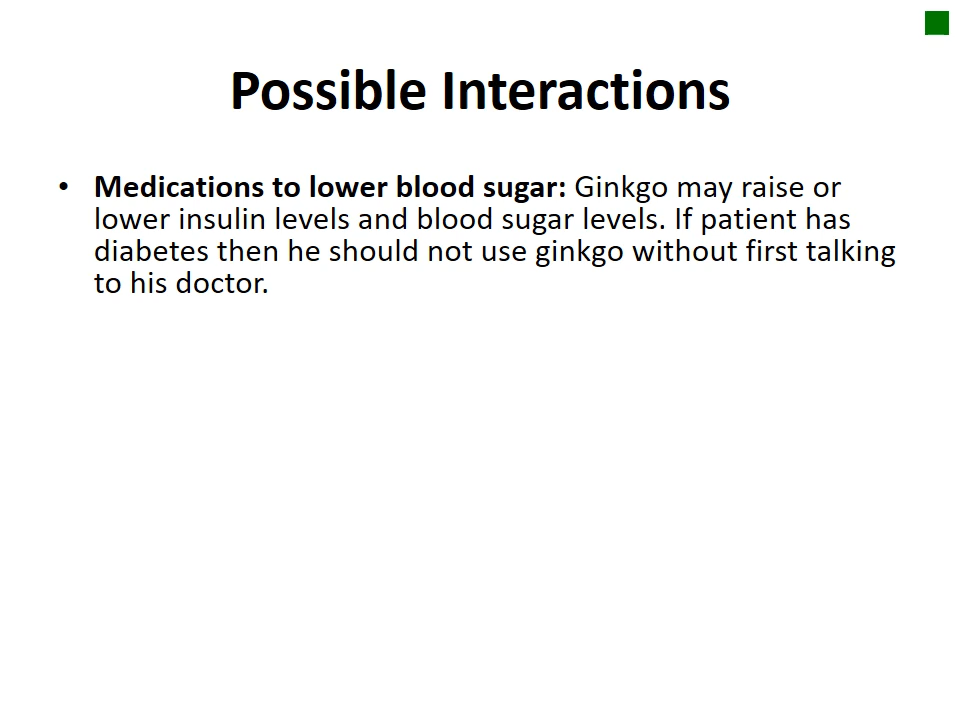 Possible Interactions
• Medications to lower blood sugar: Ginkgo may raise or
lower insulin levels and blood sugar levels. If patient has
diabetes then he should not use ginkgo without first talking
to his doctor.